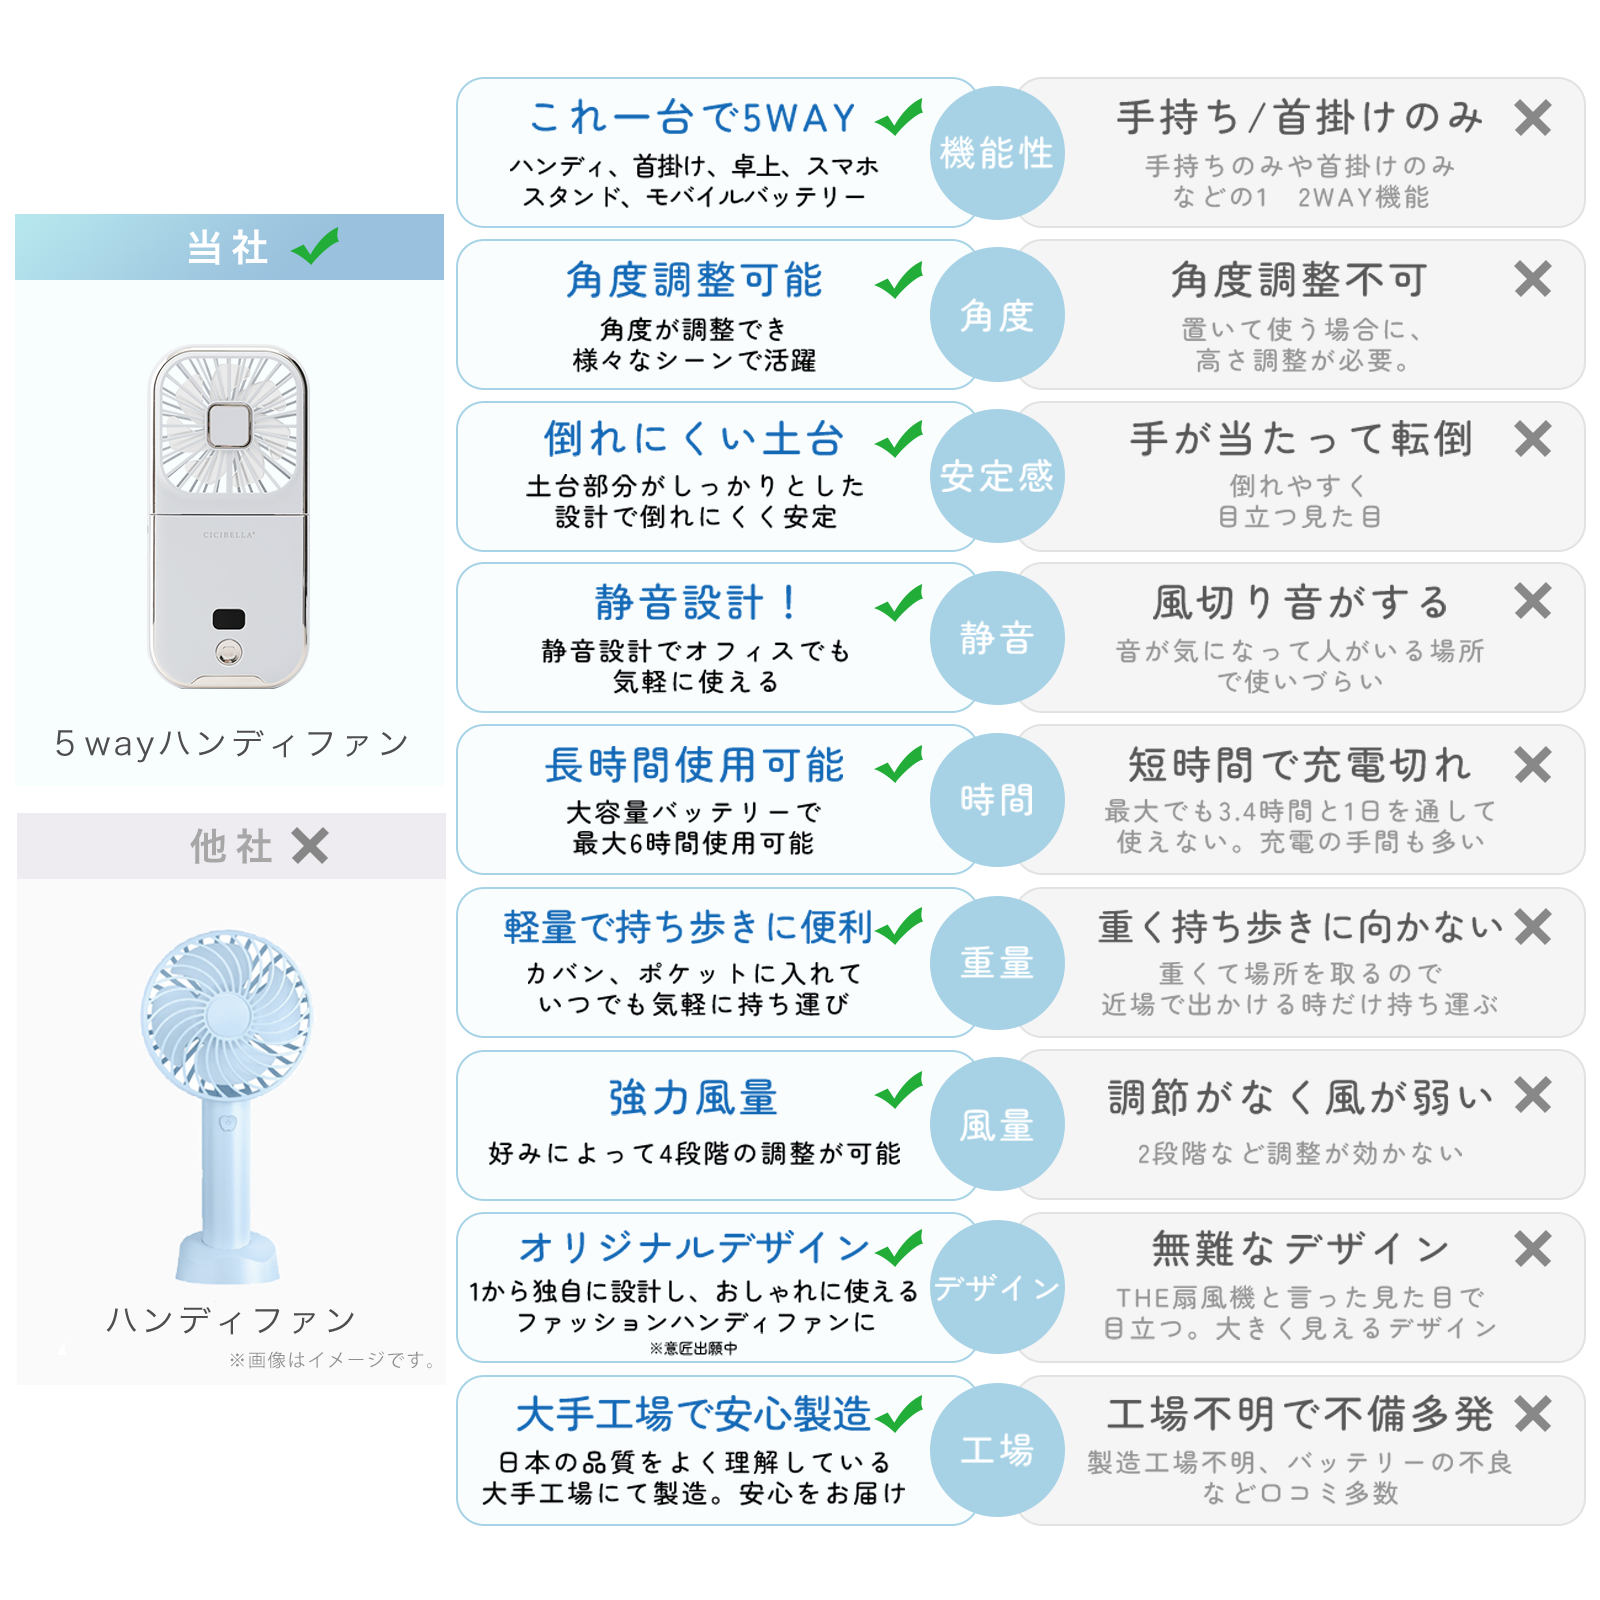 当社
CICIBELLA
5wayハンディファン
他社
ハンディファン
※画像はイメージです。
これ一台で5WAY
ハンディ、首掛け、卓上、スマホ
スタンド、モバイルバッテリー
機能性
手持ち/首掛けのみ
手持ちのみや首掛けのみ
などの1　2WAY機能
角度調整可能
角度が調整でき
様々なシーンで活躍
角度
角度調整不可
置いて使う場合に、
高さ調整が必要。
倒れにくい土台
土台部分がしっかりとした
設計で倒れにくく安定
安定感
手が当たって転倒
倒れやすく
目立つ見た目
静音設計！
静音設計でオフィスでも
気軽に使える
静音
風切り音がする
音が気になって人がいる場所
で使いづらい
長時間使用可能
大容量バッテリーで
最大6時間使用可能
時間
短時間で充電切れ
最大でも3.4時間と1日を通して
使えない。充電の手間も多い
軽量で持ち歩きに便利
カバン、ポケットに入れて
いつでも気軽に持ち運び
重量
重く持ち歩きに向かない
重くて場所を取るので
近場で出かける時だけ持ち運ぶ
強力風量
好みによって4段階の調整が可能
風量
調節がなく風が弱い
2段階など調整が効かない
オリジナルデザイン
1から独自に設計し、おしゃれに使える
ファッションハンディファンに
※意匠出願中
デザイン
無難なデザイン
THE扇風機と言った見た目で
目立つ。大きく見えるデザイン
大手工場で安心製造
日本の品質をよく理解している
大手工場にて製造。安心をお届け
工場
工場不明で不備多発
製造工場不明、バッテリーの不良
など口コミ多数